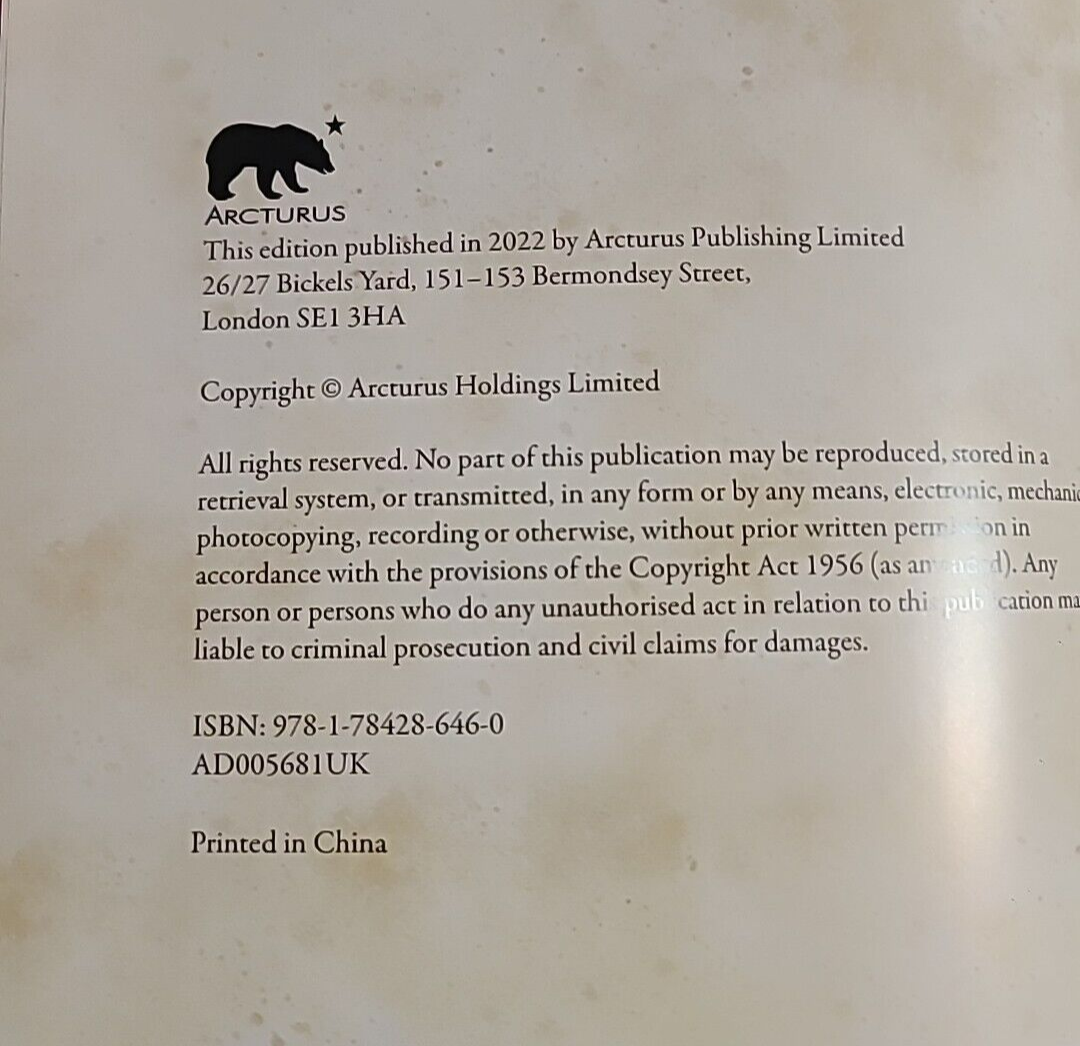 ARCTURUS
This edition published in 2022 by Arcturus Publishing Limited
26/27 Bickels Yard, 151–153 Bermondsey Street,
London SE1 3HA
Copyright © Arcturus Holdings Limited
All rights reserved. No part of this publication may be reproduced, stored in a
retrieval system, or transmitted, in any form or by any means, electronic,
photocopying, recording or otherwise, without prior written in
accordance with the provisions of the Copyright Act 1956 (as Any
person or persons who do any unauthorised act in relation to
liable to criminal prosecution and civil claims for damages.
ISBN: 978-1-78428-646-0
AD005681UK
Printed in China